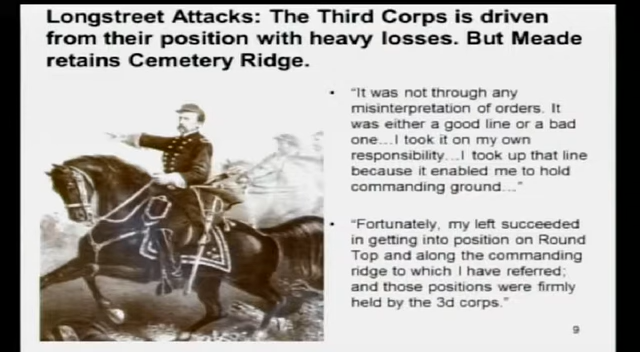 Longstreet Attacks: The Third Corps is driven
from their position with heavy losses. But Meade
retains Cemetery Ridge.
• "It was not through any
misinterpretation of orders. It
was either a good line or a bad
one...I took it on my own
responsibility...I took up that line
because it enabled me to hold
commanding ground..."
• "Fortunately, my left succeeded
in getting into position on Round
Top and along the commanding
ridge to which I have referred;
and those positions were firmly
held by the 3d corps."
9